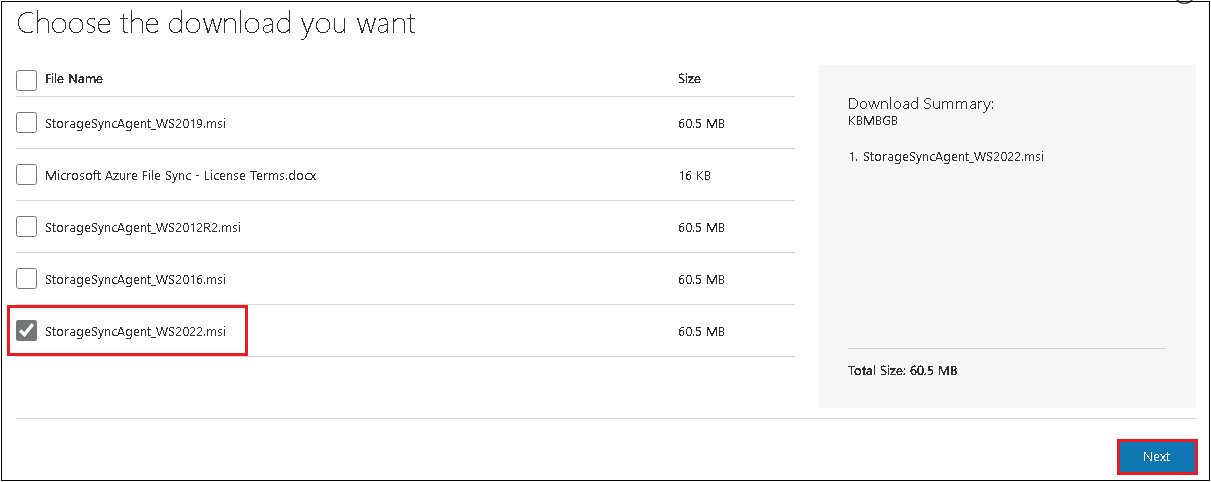 Choose the download you want
File Name Size
StorageSyncAgent_WS2019.msi 60.5 MB
Microsoft Azure File Sync - License Terms.docx 16 KB
StorageSyncAgent_WS2012R2.msi 60.5 MB
StorageSyncAgent_WS2016.msi 60.5 MB
StorageSyncAgent_WS2022.msi 60.5 MB
Download Summary:
KBMBGB
1. StorageSyncAgent_WS2022.msi
Total Size: 60.5 MB
Next